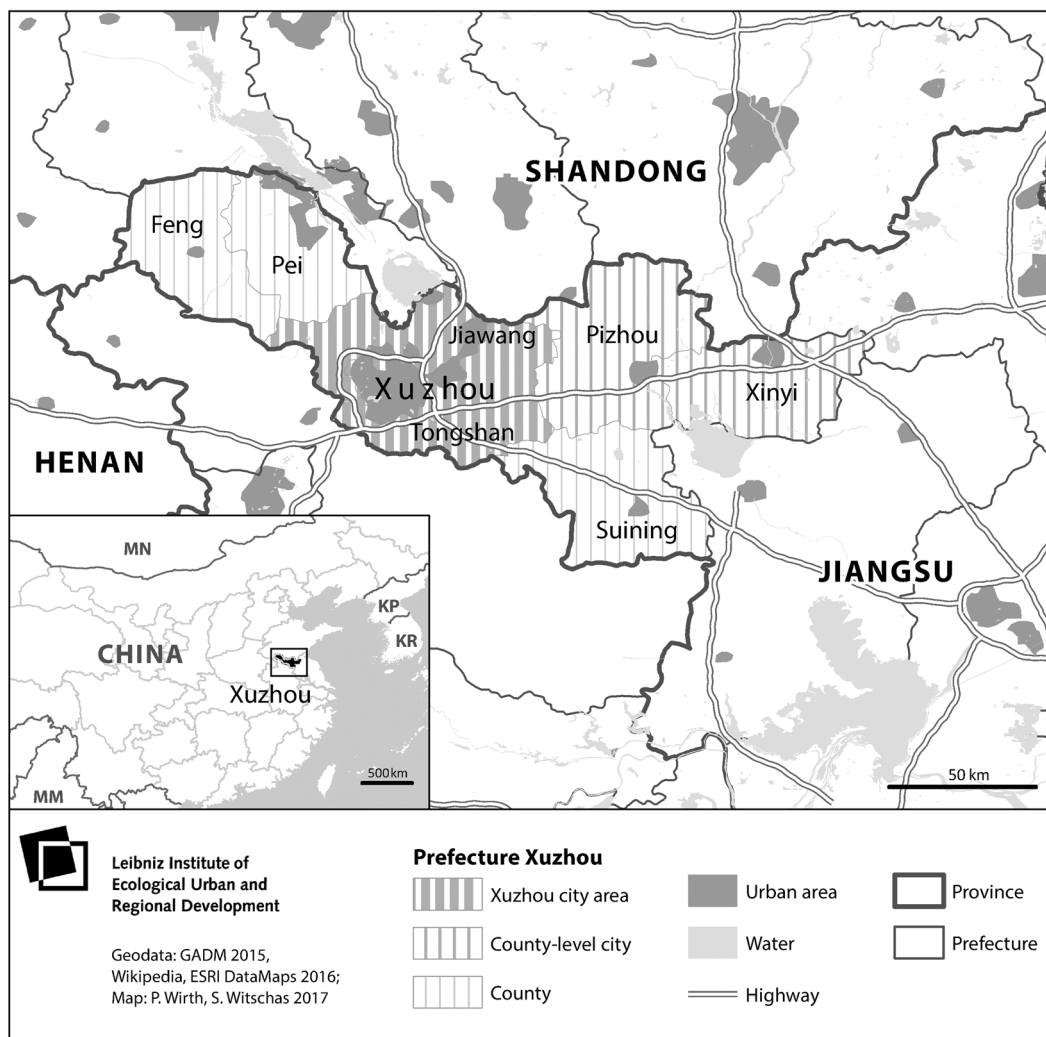 SHANDONG
Feng
Pei
Jiawang
Pizhou
Xuzhou
Xinyi
Tongshan
HENAN
Suining
JIANGSU
MN
KP
KR
CHINA
Xuzhou
500 km
MM
50 km
Leibniz Institute of
Ecological Urban and
Regional Development
Geodata: GADM 2015,
Wikipedia, ESRI DataMaps 2016;
Map: P. Wirth, S. Witschas 2017
Prefecture Xuzhou
Xuzhou city area
County-level city
County
Urban area
Water
Highway
Province
Prefecture